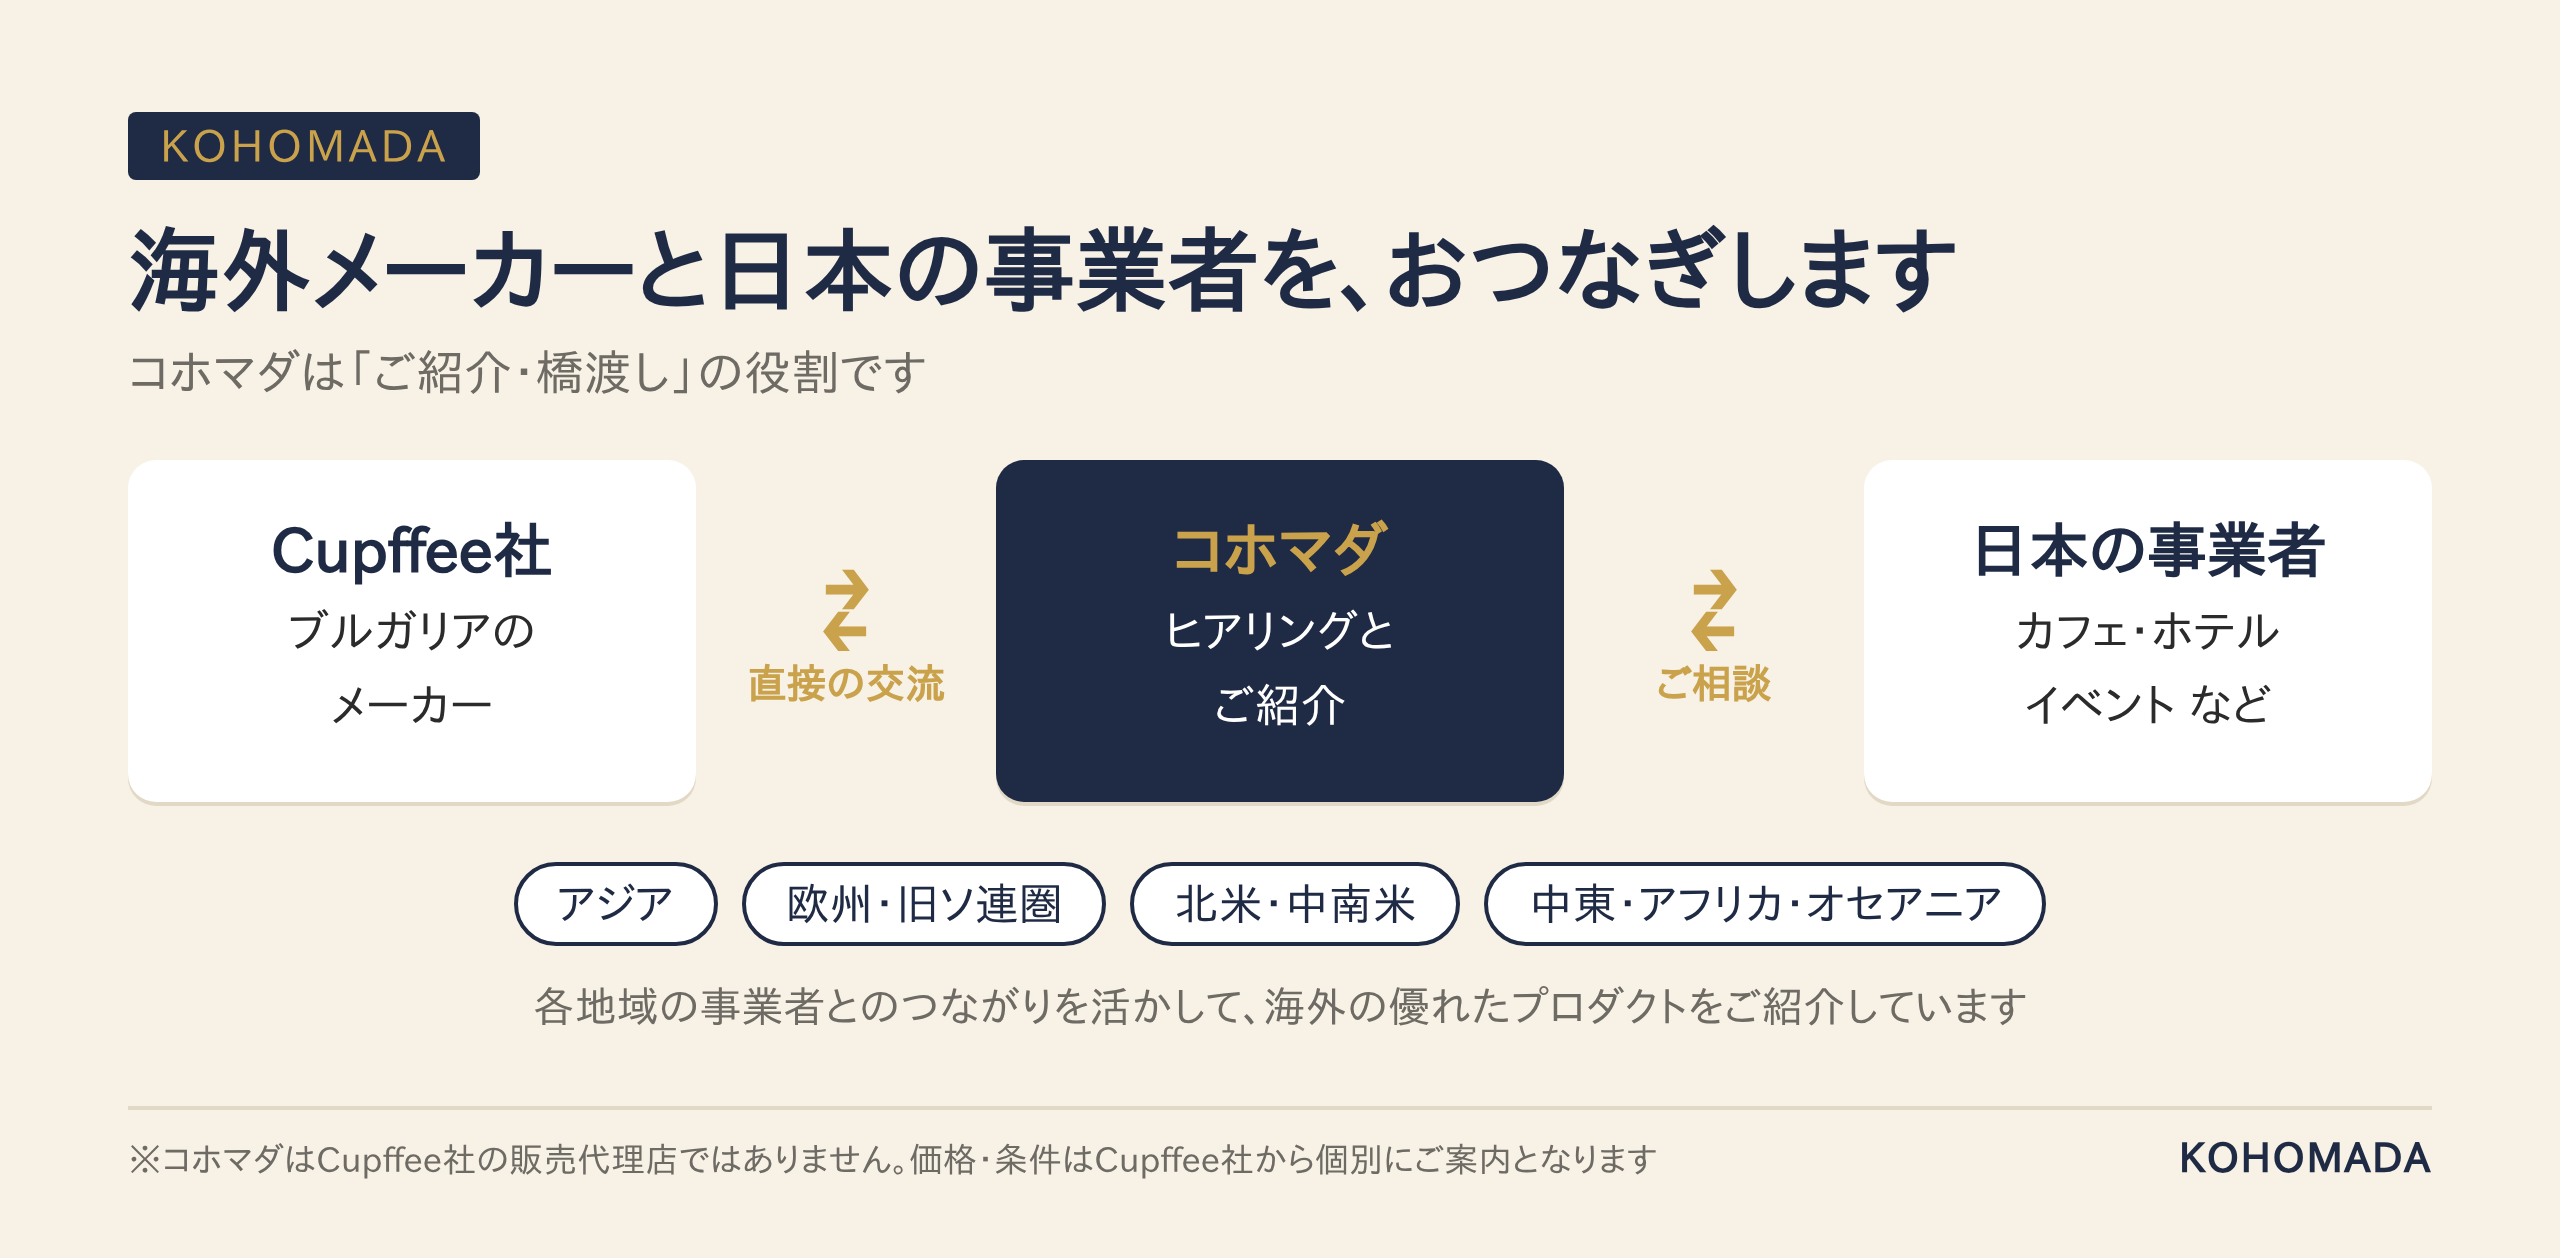 KOHOMADA
海外メーカーと日本の事業者を、おつなぎします
コホマダは「ご紹介・橋渡し」の役割です
Cupffee社
ブルガリアの
メーカー
直接の交流
コホマダ
ヒアリングと
ご紹介
ご相談
日本の事業者
カフェ・ホテル
イベント など
アジア
欧州・旧ソ連圏
北米・中南米
中東・アフリカ・オセアニア
各地域の事業者とのつながりを活かして、海外の優れたプロダクトをご紹介しています
※コホマダはCupffee社の販売代理店ではありません。価格・条件はCupffee社から個別にご案内となります
KOHOMADA